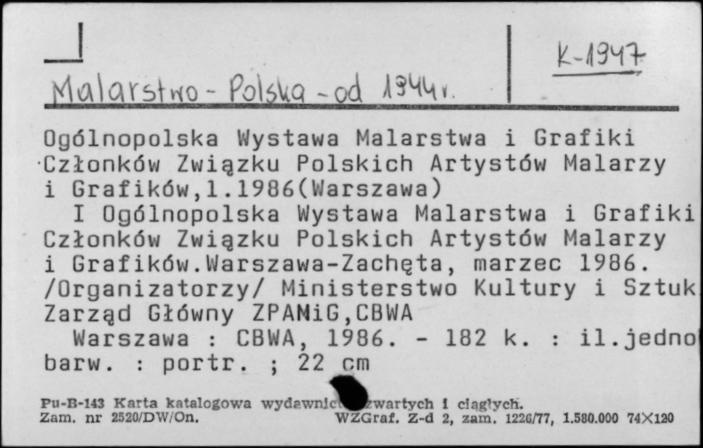 K-1947
Malarstwo - Polska - od 1944r.
Ogólnopolska Wystawa Malarstwa i Grafiki
Członków Związku Polskich Artystów Malarzy
i Grafików,1.1986(Warszawa)
I Ogólnopolska Wystawa Malarstwa i Grafiki
Członków Związku Polskich Artystów Malarzy
i Grafików.Warszawa-Zachęta, marzec 1986.
/Organizatorzy/ Ministerstwo Kultury i Sztuk
Zarząd Główny ZPAMiG,CBWA
Warszawa : CBWA, 1986. - 182 k. : il.jedno
barw. : portr. ; 22 cm
Pu-B-143 Karta katalogowa wydawnic zwartych i ciągłych.
Zam. nr 2520/DW/On. WZGraf. Z-d 2, zam. 1226/77, 1.580.000 74X120